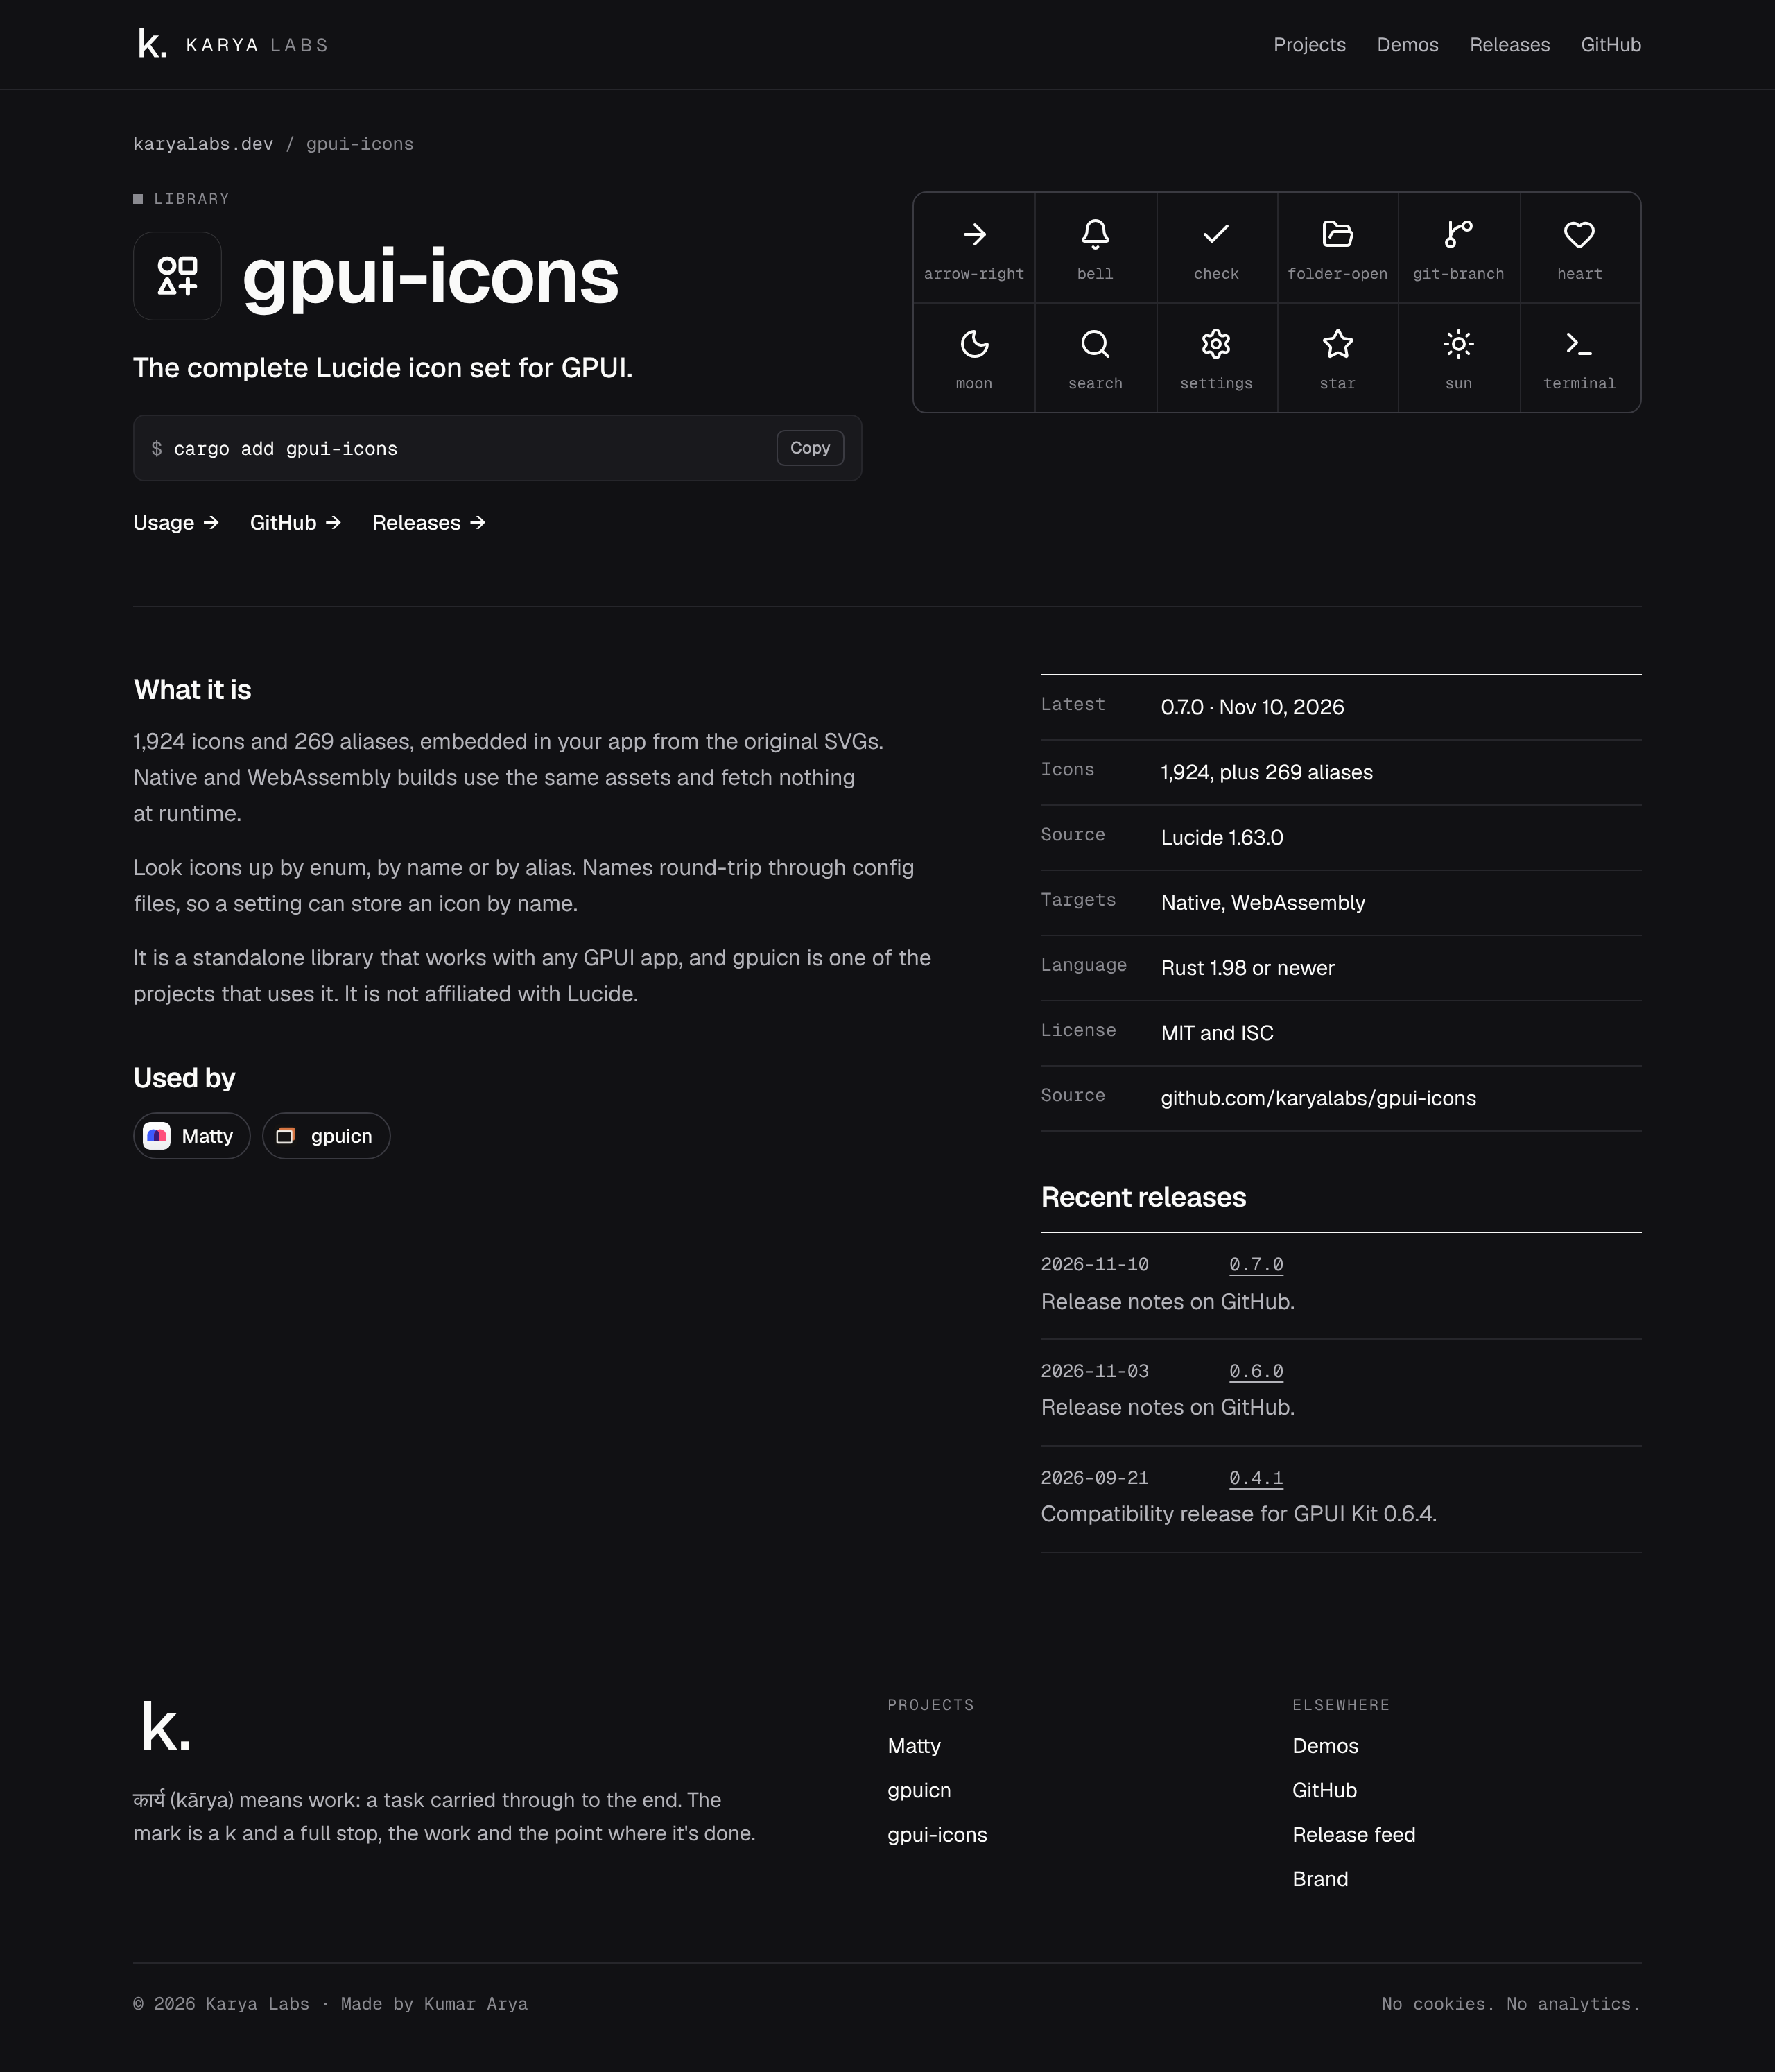 k. KARYA LABS
Projects Demos Releases GitHub
karyalabs.dev / gpui-icons
LIBRARY
gpui-icons
The complete Lucide icon set for GPUI.
$ cargo add gpui-icons
Copy
Usage → GitHub → Releases →
arrow-right bell check folder-open git-branch heart
moon search settings star sun terminal
What it is
1,924 icons and 269 aliases, embedded in your app from the original SVGs.
Native and WebAssembly builds use the same assets and fetch nothing
at runtime.
Look icons up by enum, by name or by alias. Names round-trip through config
files, so a setting can store an icon by name.
It is a standalone library that works with any GPUI app, and gpuicn is one of the
projects that uses it. It is not affiliated with Lucide.
Used by
Matty gpuicn
Latest 0.7.0 · Nov 10, 2026
Icons 1,924, plus 269 aliases
Source Lucide 1.63.0
Targets Native, WebAssembly
Language Rust 1.98 or newer
License MIT and ISC
Source github.com/karyalabs/gpui-icons
Recent releases
2026-11-10 0.7.0
Release notes on GitHub.
2026-11-03 0.6.0
Release notes on GitHub.
2026-09-21 0.4.1
Compatibility release for GPUI Kit 0.6.4.
k.
कार्य (kārya) means work: a task carried through to the end. The
mark is a k and a full stop, the work and the point where it's done.
PROJECTS
Matty
gpuicn
gpui-icons
ELSEWHERE
Demos
GitHub
Release feed
Brand
© 2026 Karya Labs · Made by Kumar Arya
No cookies. No analytics.